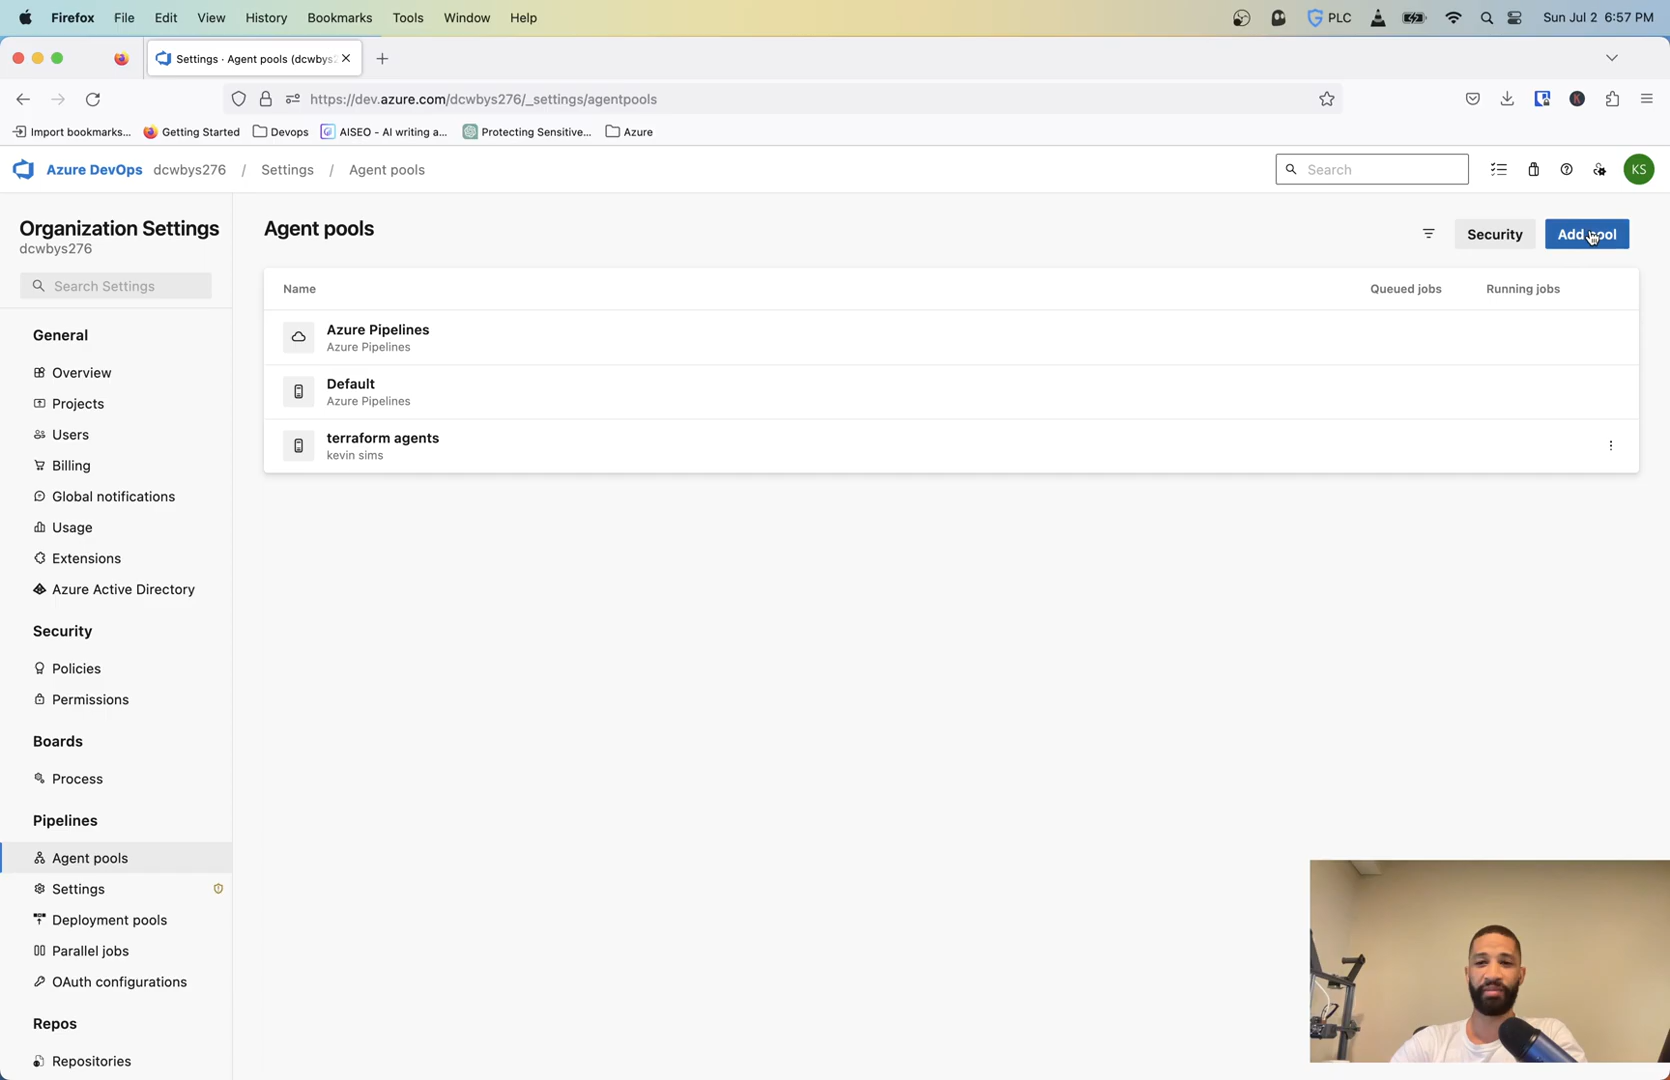 Firefox File Edit View History Bookmarks Tools Window Help PLC Sun Jul 2 6:57 PM
Settings · Agent pools (dcwbys2
https://dev.azure.com/dcwbys276/_settings/agentpools
Import bookmarks... Getting Started Devops AISEO - AI writing a... Protecting Sensitive... Azure
Azure DevOps dcwbys276 / Settings / Agent pools Search KS
Organization Settings
dcwbys276
Search Settings
General
Overview
Projects
Users
Billing
Global notifications
Usage
Extensions
Azure Active Directory
Security
Policies
Permissions
Boards
Process
Pipelines
Agent pools
Settings
Deployment pools
Parallel jobs
OAuth configurations
Repos
Repositories
Agent pools
Security Add pool
Name Queued jobs Running jobs
Azure Pipelines
Azure Pipelines
Default
Azure Pipelines
terraform agents
kevin sims